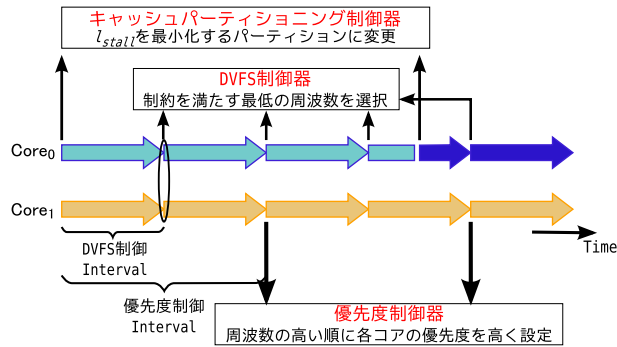 キャッシュパーティショニング制御器
lstallを最小化するパーティションに変更
DVFS制御器
制約を満たす最低の周波数を選択
Core0
Core1
DVFS制御
Interval
Time
優先度制御
Interval
優先度制御器
周波数の高い順に各コアの優先度を高く設定